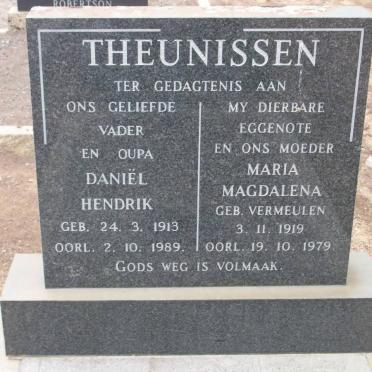 ROBERTSON
THEUNISSEN
TER GEDAGTENIS AAN
ONS GELIEFDE
VADER
EN OUPA
DANIËL
HENDRIK
GEB. 24. 3. 1913
OORL. 2. 10. 1989.
MY DIERBARE
EGGENOTE
EN ONS MOEDER
MARIA
MAGDALENA
GEB. VERMEULEN
3. 11. 1919
OORL. 19. 10. 1979
GODS WEG IS VOLMAAK.